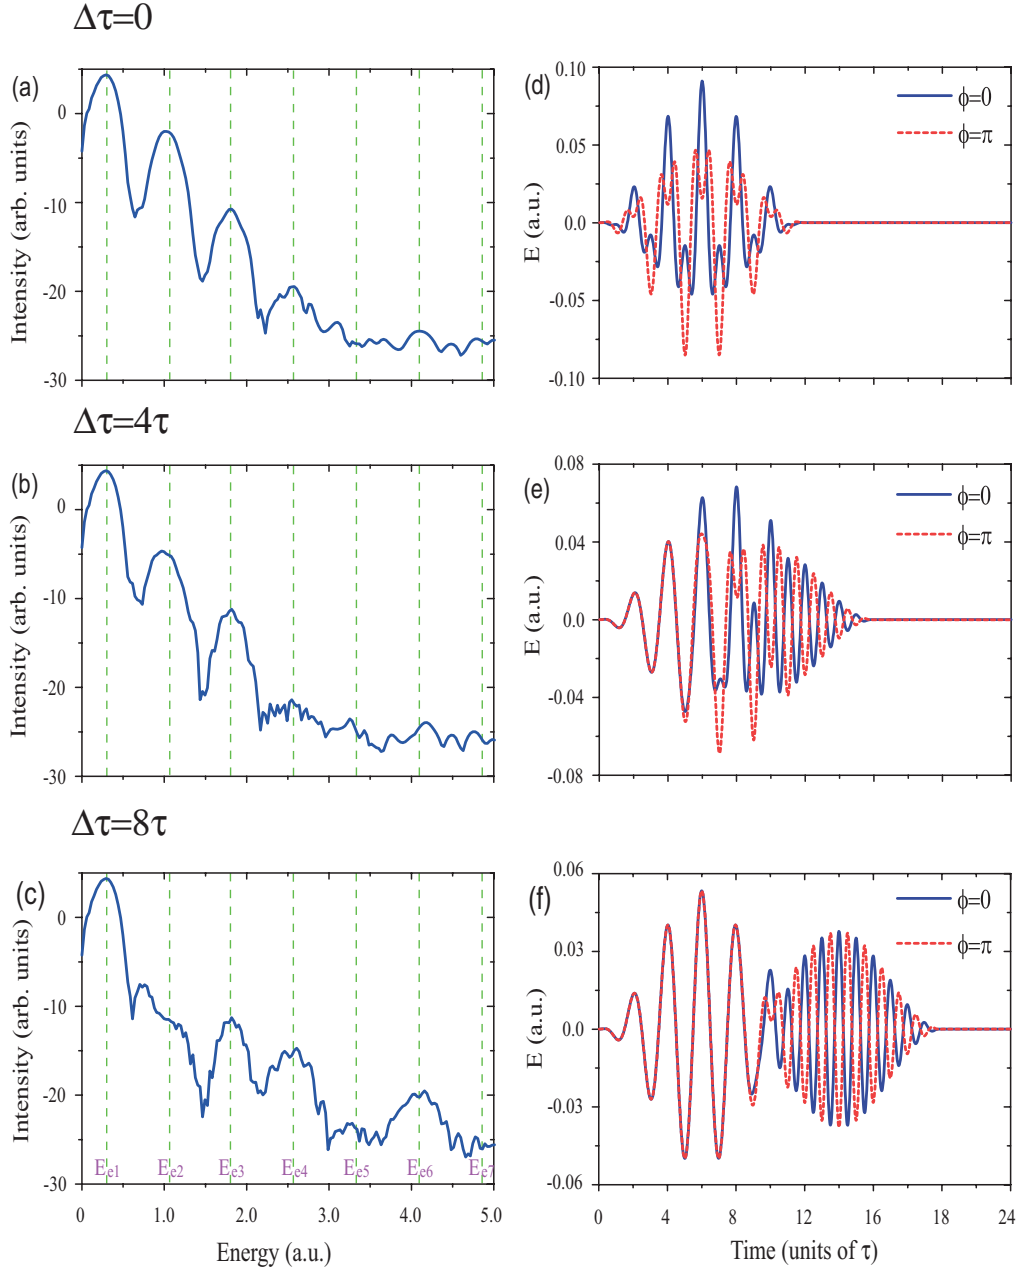 Δτ=0
(a)
Intensity (arb. units)
0
-10
-20
-30
(d)
E (a.u.)
0.10
0.05
0.0
-0.05
-0.10
ϕ=0
ϕ=π
Δτ=4τ
(b)
Intensity (arb. units)
0
-10
-20
-30
(e)
E (a.u.)
0.08
0.04
0.0
-0.04
-0.08
ϕ=0
ϕ=π
Δτ=8τ
(c)
Intensity (arb. units)
0
-10
-20
-30
Ee1 Ee2 Ee3 Ee4 Ee5 Ee6 Ee7
0 1.0 2.0 3.0 4.0 5.0
Energy (a.u.)
(f)
E (a.u.)
0.06
0.03
0.0
-0.03
-0.06
ϕ=0
ϕ=π
0 4 8 12 16 18 24
Time (units of τ)